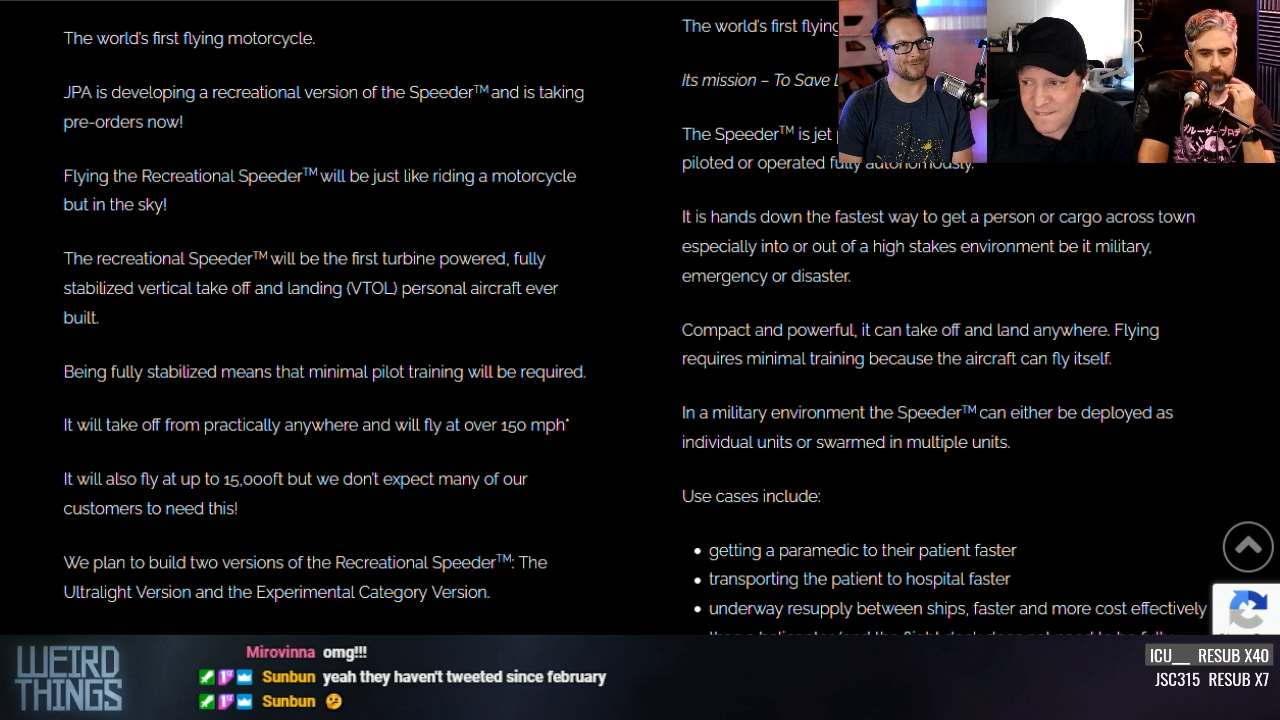 The world's first flying motorcycle.
JPA is developing a recreational version of the Speeder™ and is taking
pre-orders now!
Flying the Recreational Speeder™ will be just like riding a motorcycle
but in the sky!
The recreational Speeder™ will be the first turbine powered, fully
stabilized vertical take off and landing (VTOL) personal aircraft ever
built.
Being fully stabilized means that minimal pilot training will be required.
It will take off from practically anywhere and will fly at over 150 mph*
It will also fly at up to 15,000ft but we don't expect many of our
customers to need this!
We plan to build two versions of the Recreational Speeder™: The
Ultralight Version and the Experimental Category Version.
The world's first flying
Its mission – To Save
The Speeder™ is jet
piloted or operated fully autonomously.
It is hands down the fastest way to get a person or cargo across town
especially into or out of a high stakes environment be it military,
emergency or disaster.
Compact and powerful, it can take off and land anywhere. Flying
requires minimal training because the aircraft can fly itself.
In a military environment the Speeder™ can either be deployed as
individual units or swarmed in multiple units.
Use cases include:
• getting a paramedic to their patient faster
• transporting the patient to hospital faster
• underway resupply between ships, faster and more cost effectively
WEIRD
THINGS
Mirovinna omg!!!
Sunbun yeah they haven't tweeted since february
Sunbun
ICU__ RESUB X40
JSC315 RESUB X7